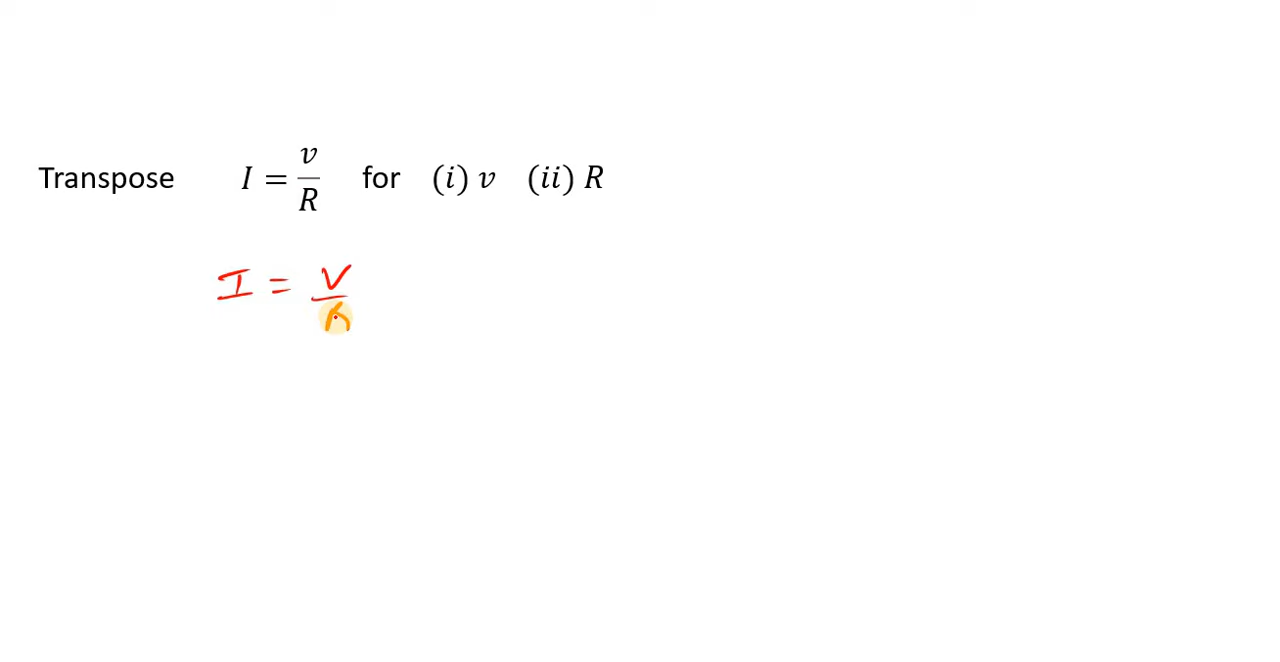 Transpose I = v/R for (i) v (ii) R
I = V/R